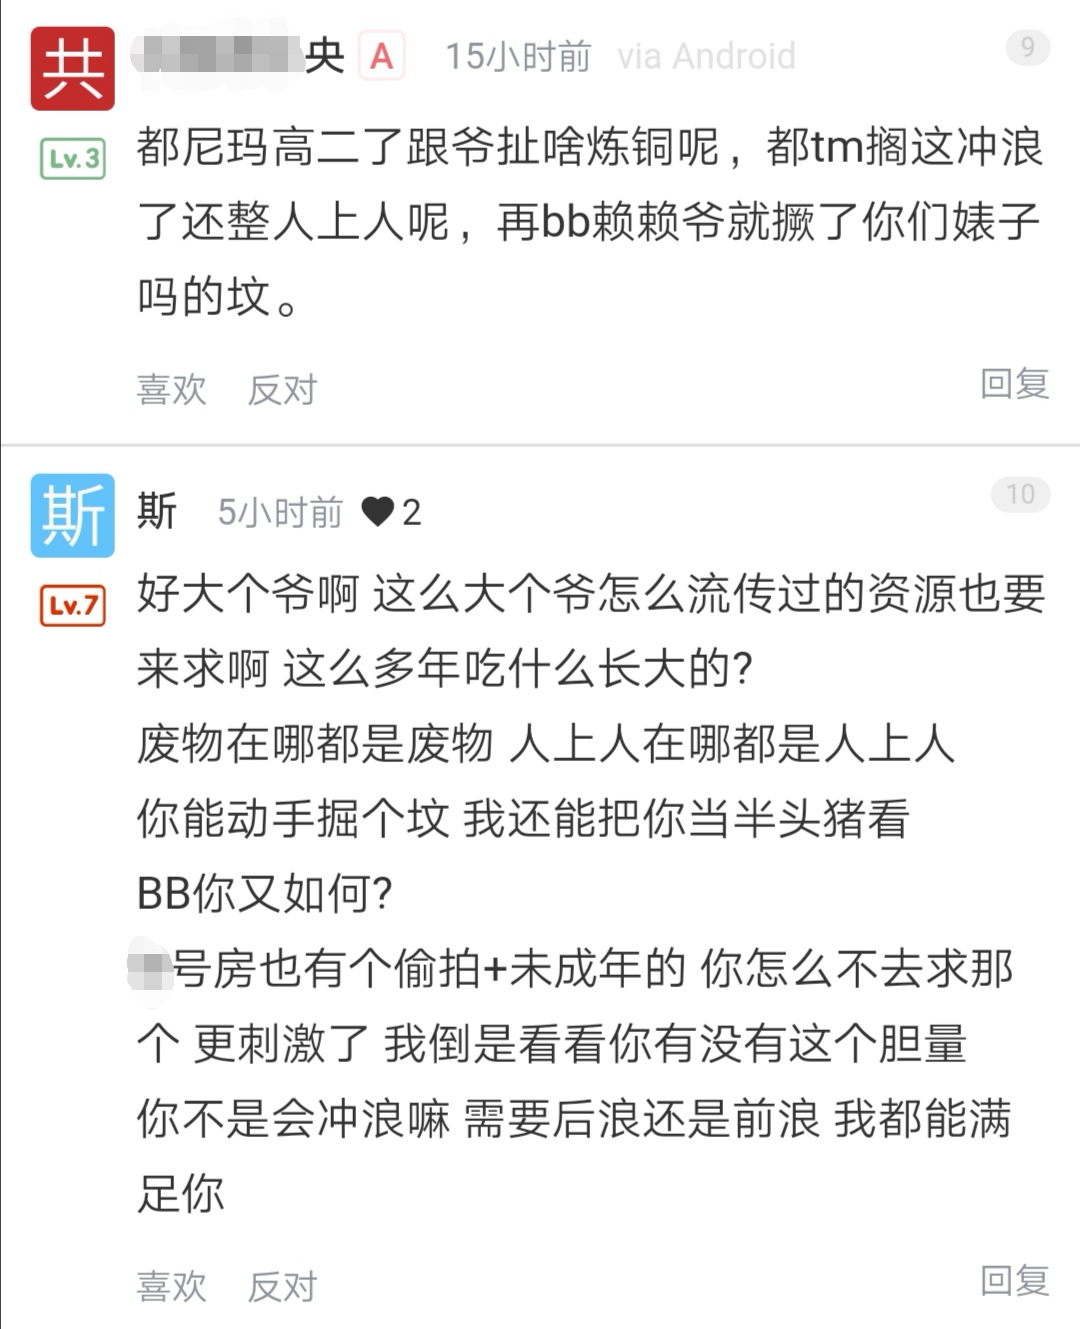 共
央 A 15小时前 via Android 9
Lv.3
都尼玛高二了跟爷扯啥炼铜呢，都tm搁这冲浪
了还整人上人呢，再bb赖赖爷就撅了你们婊子
吗的坟。
喜欢 反对 回复
斯
斯 5小时前 ♥2 10
Lv.7
好大个爷啊 这么大个爷怎么流传过的资源也要
来求啊 这么多年吃什么长大的?
废物在哪都是废物 人上人在哪都是人上人
你能动手掘个坟 我还能把你当半头猪看
BB你又如何?
号房也有个偷拍+未成年的 你怎么不去求那
个 更刺激了 我倒是看看你有没有这个胆量
你不是会冲浪嘛 需要后浪还是前浪 我都能满
足你
喜欢 反对 回复